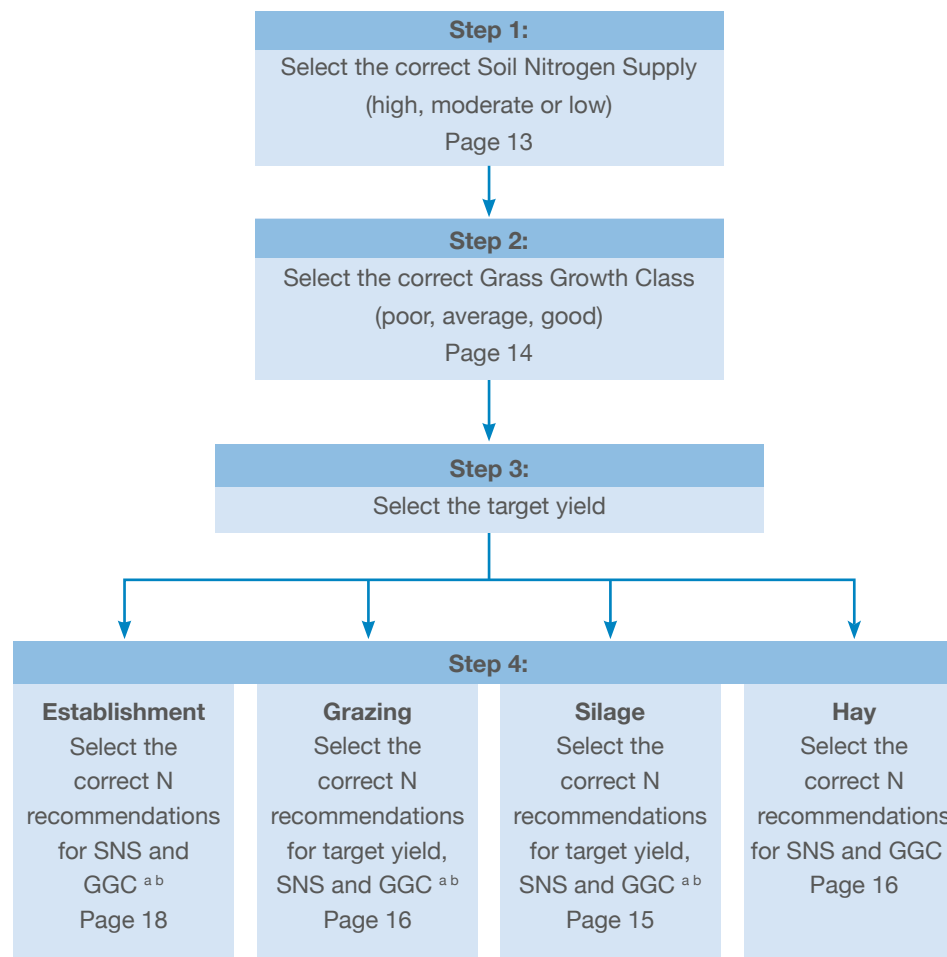 Step 1:
Select the correct Soil Nitrogen Supply
(high, moderate or low)
Page 13
Step 2:
Select the correct Grass Growth Class
(poor, average, good)
Page 14
Step 3:
Select the target yield
Step 4:
Establishment
Select the
correct N
recommendations
for SNS and
GGC a b
Page 18
Grazing
Select the
correct N
recommendations
for target yield,
SNS and GGC a b
Page 16
Silage
Select the
correct N
recommendations
for target yield,
SNS and GGC a b
Page 15
Hay
Select the
correct N
recommendations
for SNS and GGC
Page 16